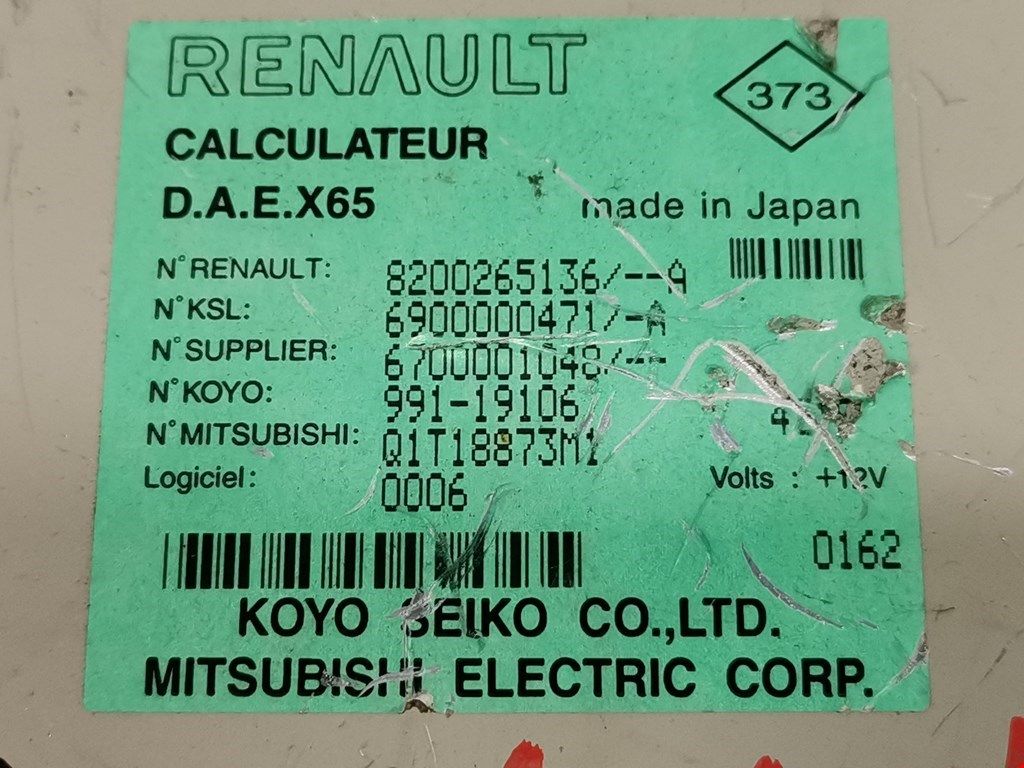 RENAULT
373
CALCULATEUR
D.A.E.X65
made in Japan
N° RENAULT: 8200265136/--A
N° KSL: 6900000471/-A
N° SUPPLIER: 6700001048/--
N° KOYO: 991-19106
N° MITSUBISHI: Q1T18873M1
Logiciel: 0006
Volts : +12V
0162
KOYO SEIKO CO.,LTD.
MITSUBISHI ELECTRIC CORP.